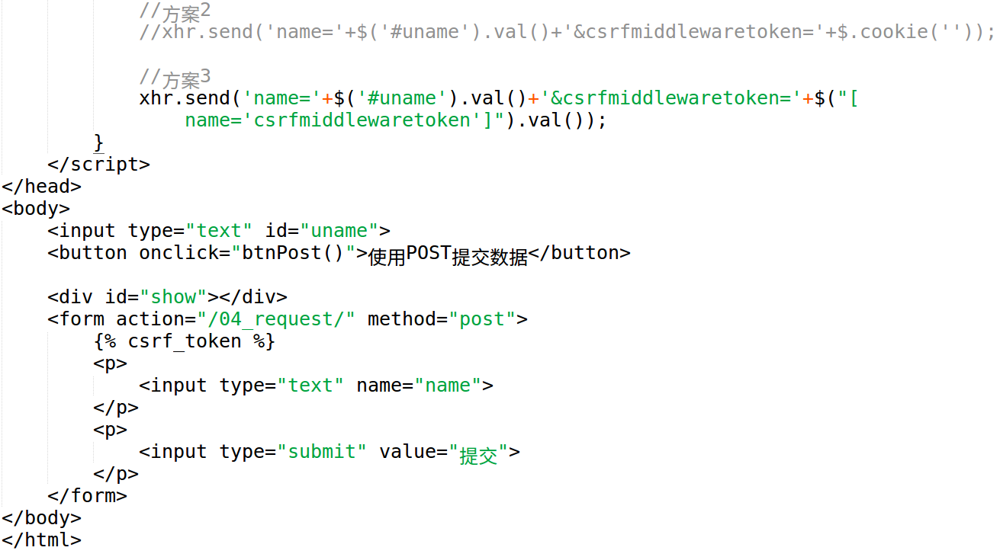 //方案2
//xhr.send('name='+$('#uname').val()+'&csrfmiddlewaretoken='+$.cookie(''));
//方案3
xhr.send('name='+$('#uname').val()+'&csrfmiddlewaretoken='+$("[
name='csrfmiddlewaretoken']").val());
}
</script>
</head>
<body>
<input type="text" id="uname">
<button onclick="btnPost()">使用POST提交数据</button>
<div id="show"></div>
<form action="/04_request/" method="post">
{% csrf_token %}
<p>
<input type="text" name="name">
</p>
<p>
<input type="submit" value="提交">
</p>
</form>
</body>
</html>